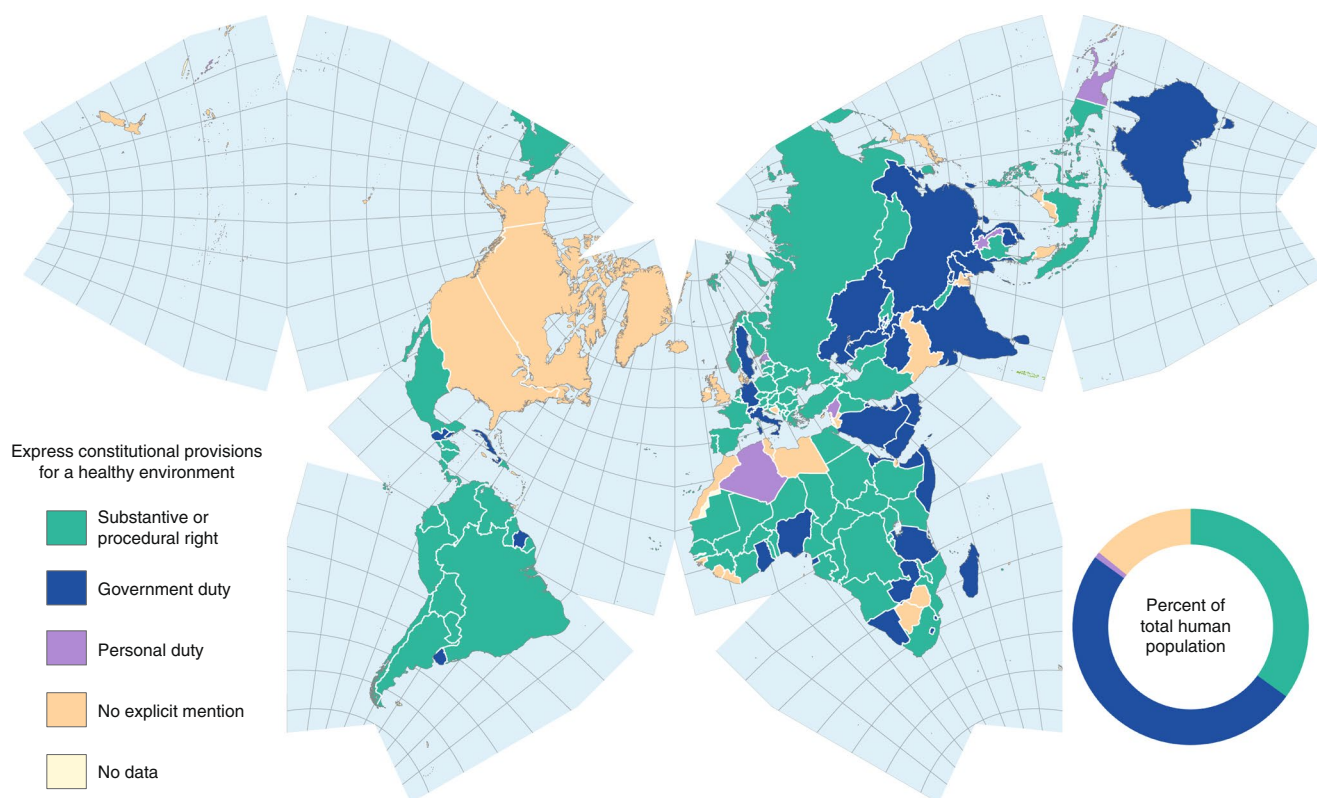 Express constitutional provisions
for a healthy environment
Substantive or
procedural right
Government duty
Personal duty
No explicit mention
No data
Percent of
total human
population